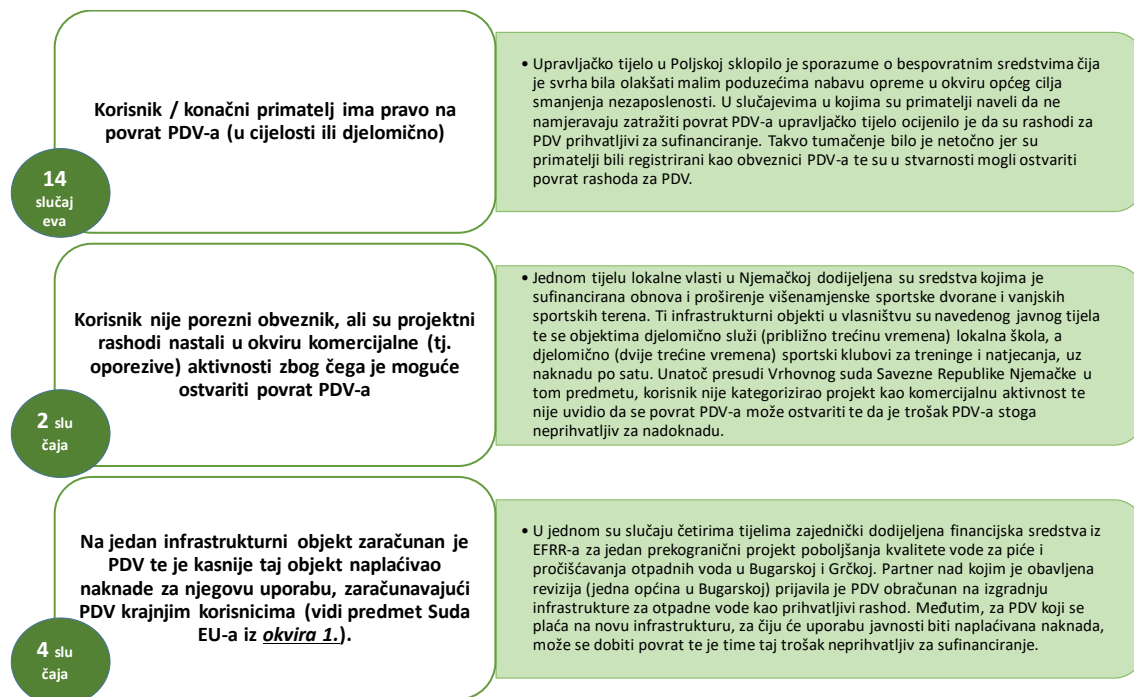 Korisnik / konačni primatelj ima pravo na
povrat PDV-a (u cijelosti ili djelomično)
14
slučaj
eva
• Upravljačko tijelo u Poljskoj sklopilo je sporazume o bespovratnim sredstvima čija
je svrha bila olakšati malim poduzećima nabavu opreme u okviru općeg cilja
smanjenja nezaposlenosti. U slučajevima u kojima su primatelji naveli da ne
namjeravaju zatražiti povrat PDV-a upravljačko tijelo ocijenilo je da su rashodi za
PDV prihvatljivi za sufinanciranje. Takvo tumačenje bilo je netočno jer su
primatelji bili registrirani kao obveznici PDV-a te su u stvarnosti mogli ostvariti
povrat rashoda za PDV.
Korisnik nije porezni obveznik, ali su projektni
rashodi nastali u okviru komercijalne (tj.
oporezive) aktivnosti zbog čega je moguće
ostvariti povrat PDV-a
2 slu
čaja
• Jednom tijelu lokalne vlasti u Njemačkoj dodijeljena su sredstva kojima je
sufinancirana obnova i proširenje višenamjenske sportske dvorane i vanjskih
sportskih terena. Ti infrastrukturni objekti u vlasništvu su navedenog javnog tijela
te se objektima djelomično služi (približno trećinu vremena) lokalna škola, a
djelomično (dvije trećine vremena) sportski klubovi za treninge i natjecanja, uz
naknadu po satu. Unatoč presudi Vrhovnog suda Savezne Republike Njemačke u
tom predmetu, korisnik nije kategorizirao projekt kao komercijalnu aktivnost te
nije uvidio da se povrat PDV-a može ostvariti te da je trošak PDV-a stoga
neprihvatljiv za nadoknadu.
Na jedan infrastrukturni objekt zaračunan je
PDV te je kasnije taj objekt naplaćivao
naknade za njegovu uporabu, zaračunavajući
PDV krajnjim korisnicima (vidi predmet Suda
EU-a iz okvira 1.).
4 slu
čaja
• U jednom su slučaju četirima tijelima zajednički dodijeljena financijska sredstva iz
EFRR-a za jedan prekogranični projekt poboljšanja kvalitete vode za piće i
pročišćavanja otpadnih voda u Bugarskoj i Grčkoj. Partner nad kojim je obavljena
revizija (jedna općina u Bugarskoj) prijavila je PDV obračunan na izgradnju
infrastrukture za otpadne vode kao prihvatljivi rashod. Međutim, za PDV koji se
plaća na novu infrastrukturu, za čiju će uporabu javnosti biti naplaćivana naknada,
može se dobiti povrat te je time taj trošak neprihvatljiv za sufinanciranje.